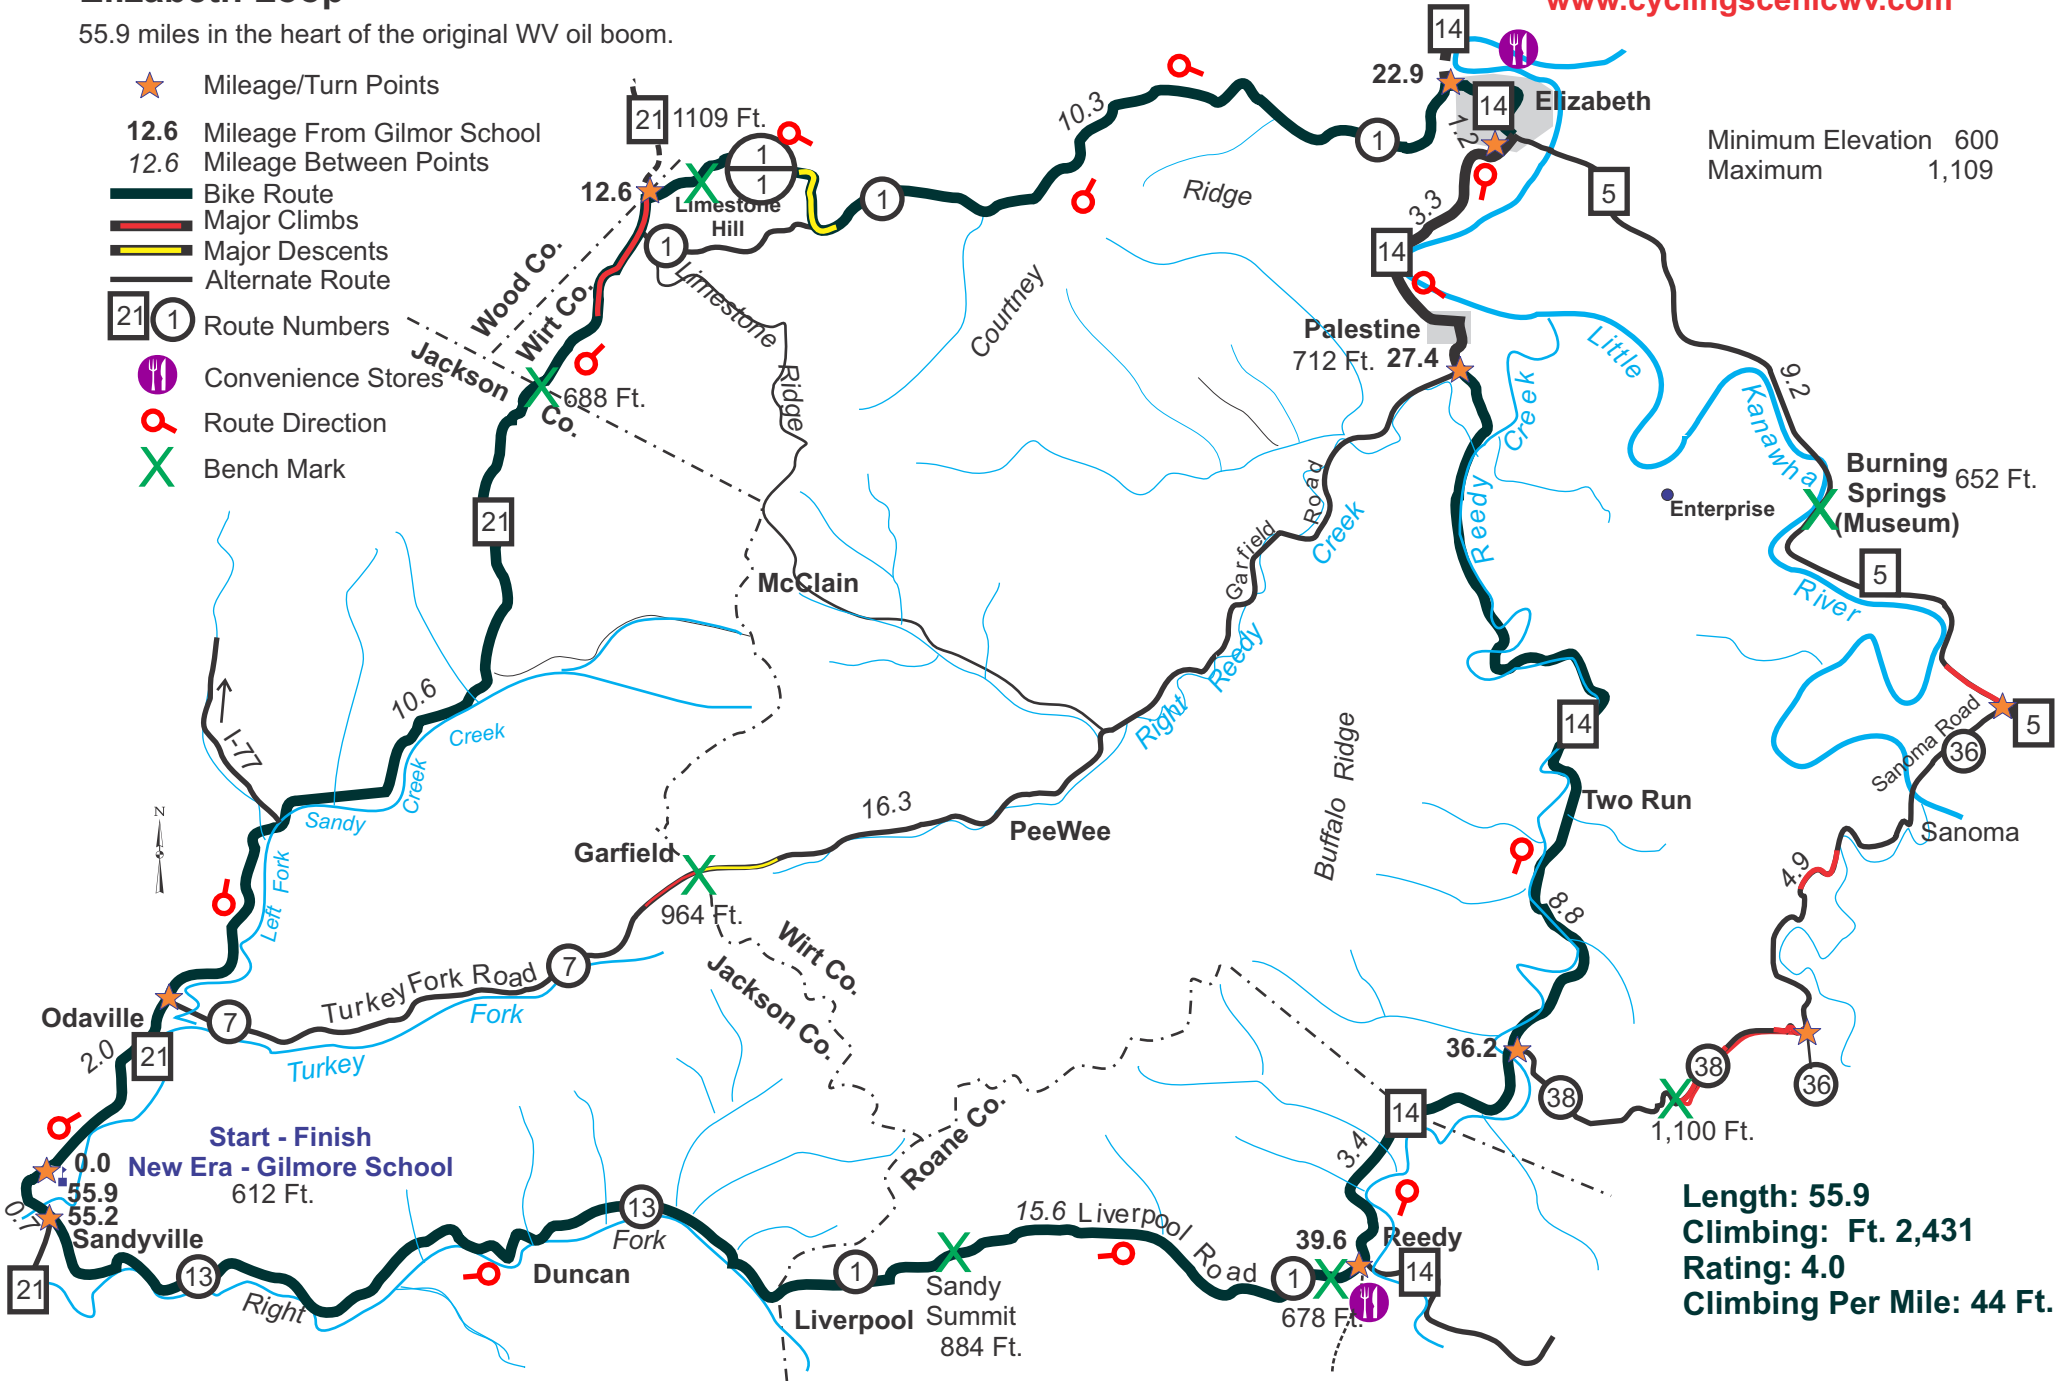 55.9 miles in the heart of the original WV oil boom.
www.cyclingscenicwv.com
Mileage/Turn Points
12.6 Mileage From Gilmor School
12.6 Mileage Between Points
Bike Route
Major Climbs
Major Descents
Alternate Route
21 1 Route Numbers
Convenience Stores
Route Direction
Bench Mark
Minimum Elevation 600
Maximum 1,109
14
22.9
14
Elizabeth
1.2
5
3.3
14
Palestine
712 Ft. 27.4
21
1109 Ft.
1
1
12.6
Limestone
Hill
1
1
10.3
1
Ridge
Courtney
Wood Co.
Wirt Co.
Jackson
Co.
688 Ft.
Limestone
Ridge
21
McClain
Little
Kanawha
River
9.2
Burning
Springs
(Museum)
652 Ft.
Enterprise
5
5
Sanoma Road
36
Sanoma
4.9
36
38
38
1,100 Ft.
Creek
Reedy
Garfield
Road
Creek
Reedy
Right
14
Two Run
Buffalo Ridge
8.8
36.2
14
3.4
10.6
Creek
Creek
Sandy
I-77
N
Left Fork
Garfield
964 Ft.
16.3
PeeWee
Wirt Co.
Jackson Co.
Roane Co.
Odaville
7
Turkey Fork Road
7
Fork
Turkey
2.0
21
Start - Finish
New Era - Gilmore School
612 Ft.
0.0
55.9
55.2
0.7
Sandyville
21
13
Right
Duncan
13
Fork
Liverpool
1
Sandy
Summit
884 Ft.
15.6 Liverpool Road
1
39.6
Reedy
14
678 Ft.
Length: 55.9
Climbing: Ft. 2,431
Rating: 4.0
Climbing Per Mile: 44 Ft.